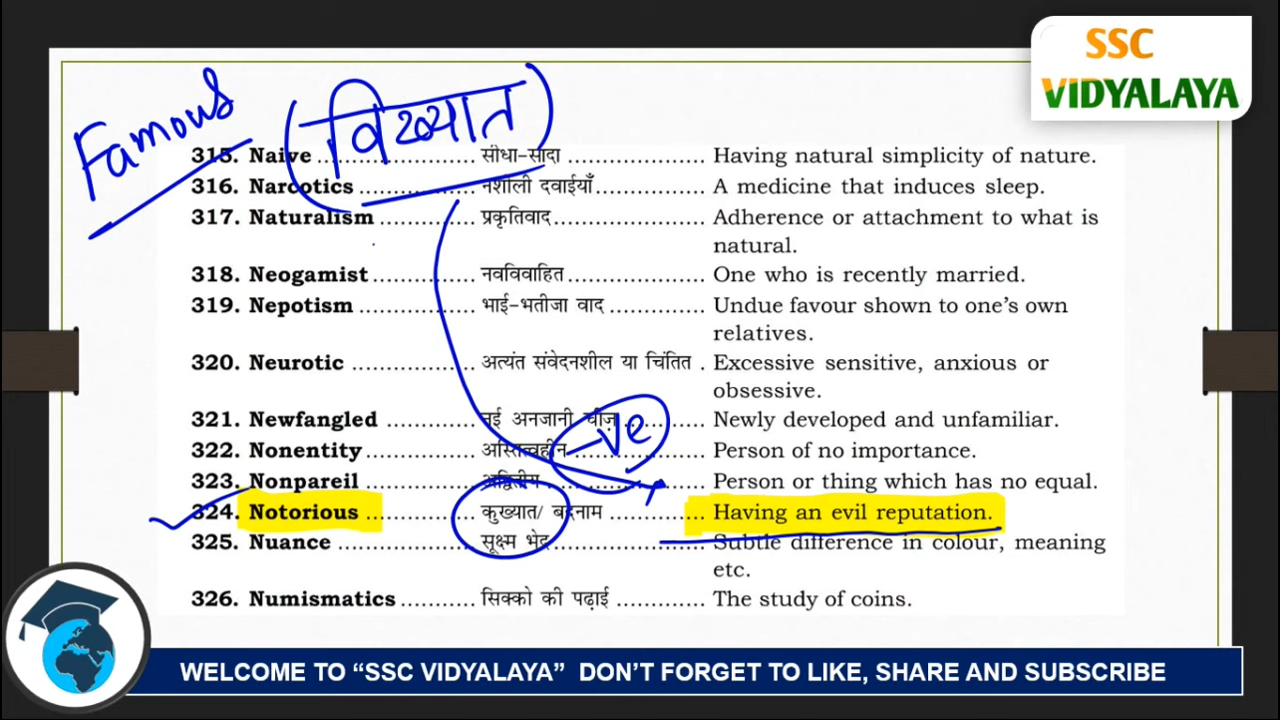 SSC
VIDYALAYA
Famous (विख्यात)
315. Naive ........................ सीधा-सादा ..................... Having natural simplicity of nature.
316. Narcotics .................. नशीली दवाईयाँ................. A medicine that induces sleep.
317. Naturalism ............... प्रकृतिवाद....................... Adherence or attachment to what is
natural.
318. Neogamist ............... नवविवाहित ..................... One who is recently married.
319. Nepotism .................. भाई-भतीजा वाद .............. Undue favour shown to one's own
relatives.
320. Neurotic .................. अत्यंत संवेदनशील या चिंतित . Excessive sensitive, anxious or
obsessive.
321. Newfangled ............. नई अनजानी चीज़ ............ Newly developed and unfamiliar.
-ve
322. Nonentity ................ अस्तित्वहीन .................... Person of no importance.
323. Nonpareil ................ अद्वितीय ........................ Person or thing which has no equal.
324. Notorious ................ कुख्यात/ बदनाम .............. Having an evil reputation.
325. Nuance .................... सूक्ष्म भेद ....................... Subtle difference in colour, meaning
etc.
326. Numismatics ........... सिक्को की पढ़ाई .............. The study of coins.
WELCOME TO “SSC VIDYALAYA” DON'T FORGET TO LIKE, SHARE AND SUBSCRIBE